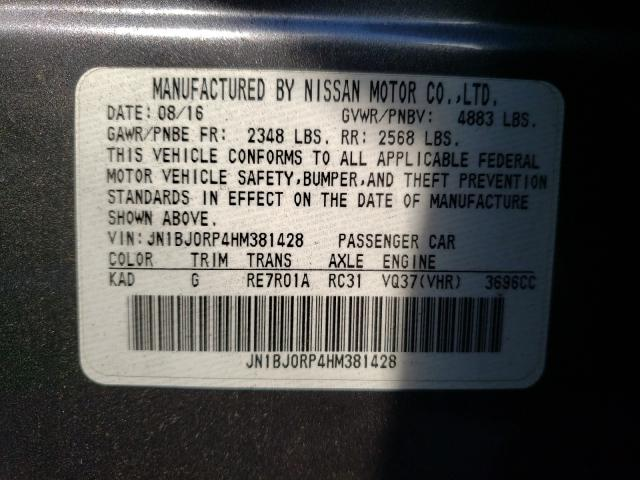 MANUFACTURED BY NISSAN MOTOR CO.,LTD.
DATE: 08/16 GVWR/PNBV: 4883 LBS.
GAWR/PNBE FR: 2348 LBS. RR: 2568 LBS.
THIS VEHICLE CONFORMS TO ALL APPLICABLE FEDERAL
MOTOR VEHICLE SAFETY,BUMPER,AND THEFT PREVENTION
STANDARDS IN EFFECT ON THE DATE OF MANUFACTURE
SHOWN ABOVE.
VIN: JN1BJ0RP4HM381428 PASSENGER CAR
COLOR TRIM TRANS AXLE ENGINE
KAD G RE7R01A RC31 VQ37(VHR) 3696CC
JN1BJ0RP4HM381428